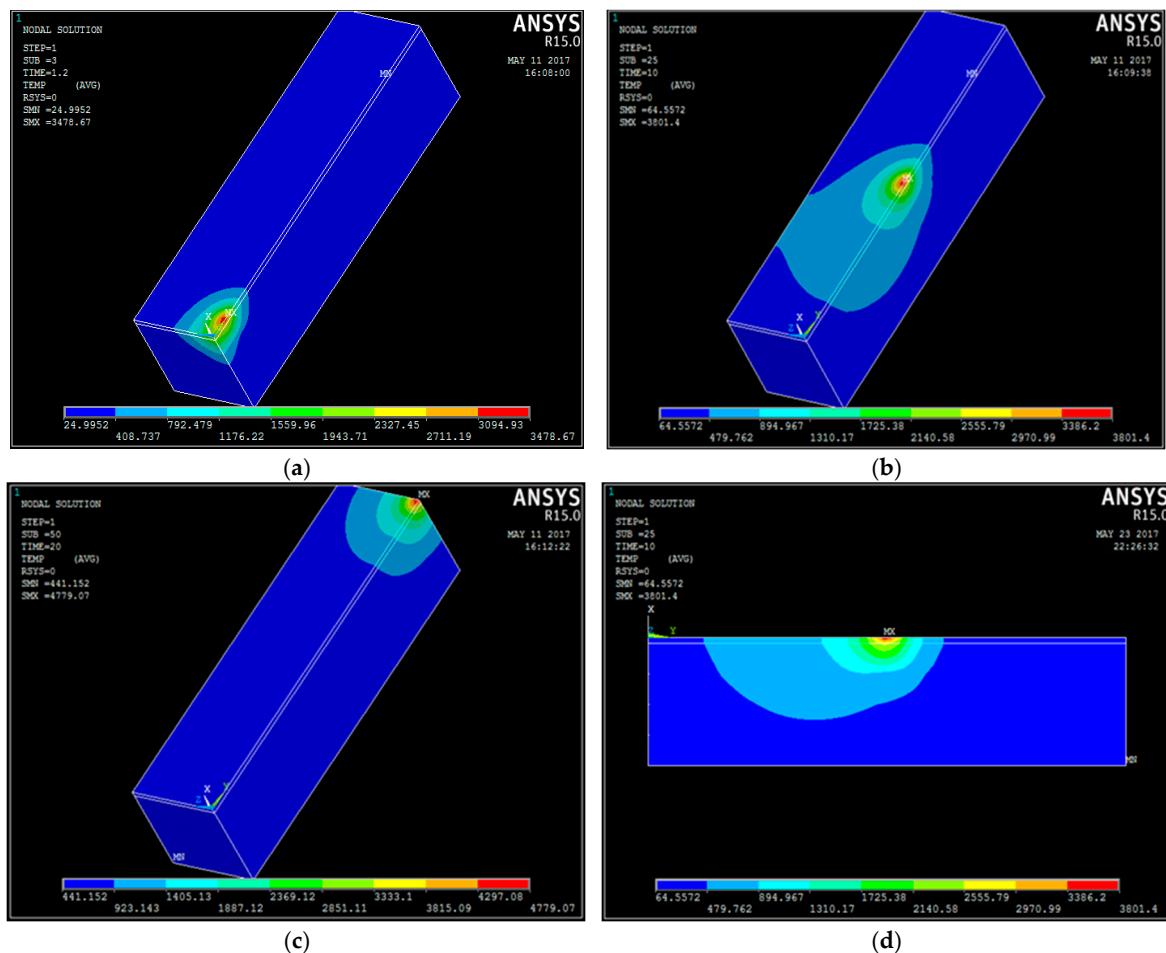 1
NODAL SOLUTION
STEP=1
SUB =3
TIME=1.2
TEMP (AVG)
RSYS=0
SMN =24.9952
SMX =3478.67
ANSYS
R15.0
MAY 11 2017
16:08:00
MN
X
MX
24.9952 792.479 1559.96 2327.45 3094.93
408.737 1176.22 1943.71 2711.19 3478.67
(a)
1
NODAL SOLUTION
STEP=1
SUB =25
TIME=10
TEMP (AVG)
RSYS=0
SMN =64.5572
SMX =3801.4
ANSYS
R15.0
MAY 11 2017
16:09:38
MN
MX
X
Z Y
64.5572 894.967 1725.38 2555.79 3386.2
479.762 1310.17 2140.58 2970.99 3801.4
(b)
1
NODAL SOLUTION
STEP=1
SUB =50
TIME=20
TEMP (AVG)
RSYS=0
SMN =441.152
SMX =4779.07
MX
ANSYS
R15.0
MAY 11 2017
16:12:22
X
Z Y
MN
441.152 1405.13 2369.12 3333.1 4297.08
923.143 1887.12 2851.11 3815.09 4779.07
(c)
1
NODAL SOLUTION
STEP=1
SUB =25
TIME=10
TEMP (AVG)
RSYS=0
SMN =64.5572
SMX =3801.4
ANSYS
R15.0
MAY 23 2017
22:26:32
X
Z Y
MX
MN
64.5572 894.967 1725.38 2555.79 3386.2
479.762 1310.17 2140.58 2970.99 3801.4
(d)